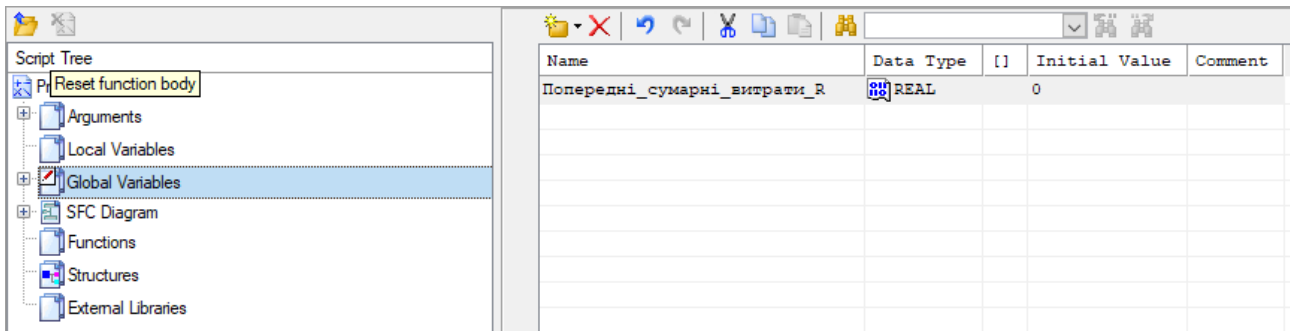 Script Tree
Pr
Reset function body
Arguments
Local Variables
Global Variables
SFC Diagram
Functions
Structures
External Libraries
Name Data Type [] Initial Value Comment
Попередні_сумарні_витрати_R REAL 0